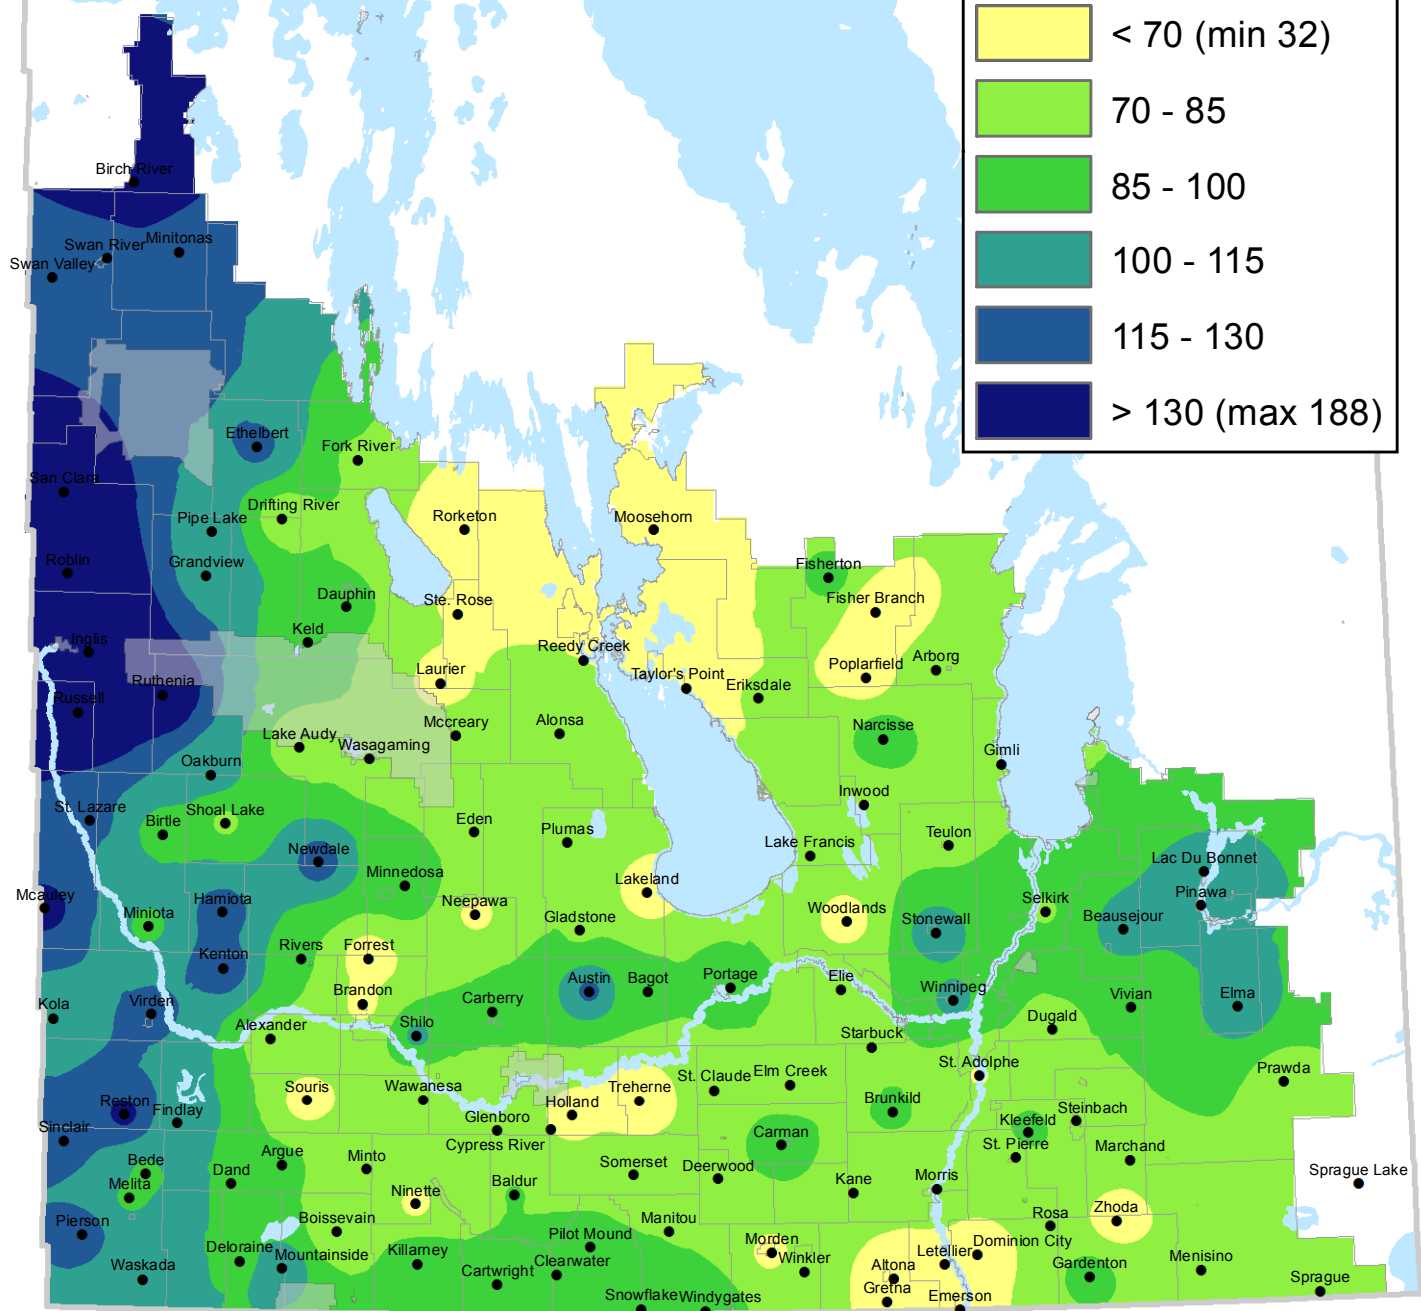 < 70 (min 32)
70 - 85
85 - 100
100 - 115
115 - 130
> 130 (max 188)
Birch River
Swan River
Minitonas
Swan Valley
Ethelbert
Fork River
San Clara
Drifting River
Pipe Lake
Rorketon
Moosehorn
Roblin
Grandview
Fisherton
Dauphin
Ste. Rose
Fisher Branch
Keld
Inglis
Reedy Creek
Laurier
Taylor's Point
Eriksdale
Poplarfield
Arborg
Ruthenia
Russell
Mccreary
Alonsa
Narcisse
Lake Audy
Wasagaming
Gimli
Oakburn
St. Lazare
Birtle
Shoal Lake
Eden
Plumas
Inwood
Lake Francis
Teulon
Newdale
Minnedosa
Lac Du Bonnet
Mcauley
Hamiota
Neepawa
Lakeland
Pinawa
Miniota
Gladstone
Woodlands
Stonewall
Selkirk
Beausejour
Kenton
Rivers
Forrest
Austin
Bagot
Portage
Elie
Winnipeg
Vivian
Elma
Kola
Virden
Brandon
Carberry
Alexander
Shilo
Starbuck
Dugald
Souris
Wawanesa
Treherne
St. Claude
Elm Creek
St. Adolphe
Prawda
Reston
Findlay
Holland
Brunkild
Steinbach
Sinclair
Glenboro
Cypress River
Carman
Kleefeld
St. Pierre
Marchand
Bede
Melita
Dand
Argue
Minto
Somerset
Deerwood
Kane
Morris
Sprague Lake
Ninette
Baldur
Pierson
Boissevain
Manitou
Rosa
Zhoda
Waskada
Deloraine
Mountainside
Killarney
Pilot Mound
Clearwater
Cartwright
Morden
Winkler
Letellier
Dominion City
Altona
Gretna
Emerson
Gardenton
Menisino
Sprague
Snowflake
Windygates